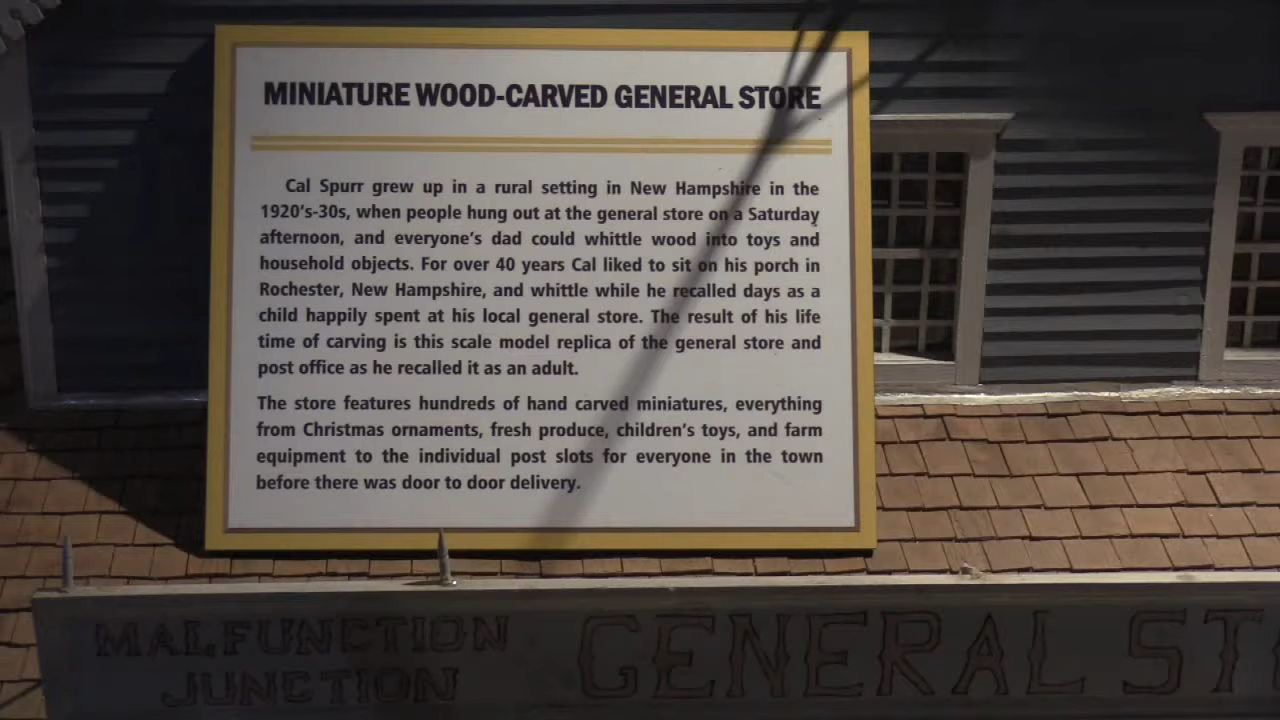 MINIATURE WOOD-CARVED GENERAL STORE
Cal Spurr grew up in a rural setting in New Hampshire in the
1920's-30s, when people hung out at the general store on a Saturday
afternoon, and everyone's dad could whittle wood into toys and
household objects. For over 40 years Cal liked to sit on his porch in
Rochester, New Hampshire, and whittle while he recalled days as a
child happily spent at his local general store. The result of his life
time of carving is this scale model replica of the general store and
post office as he recalled it as an adult.
The store features hundreds of hand carved miniatures, everything
from Christmas ornaments, fresh produce, children's toys, and farm
equipment to the individual post slots for everyone in the town
before there was door to door delivery.
MALFUNCTION
JUNCTION
GENERAL ST